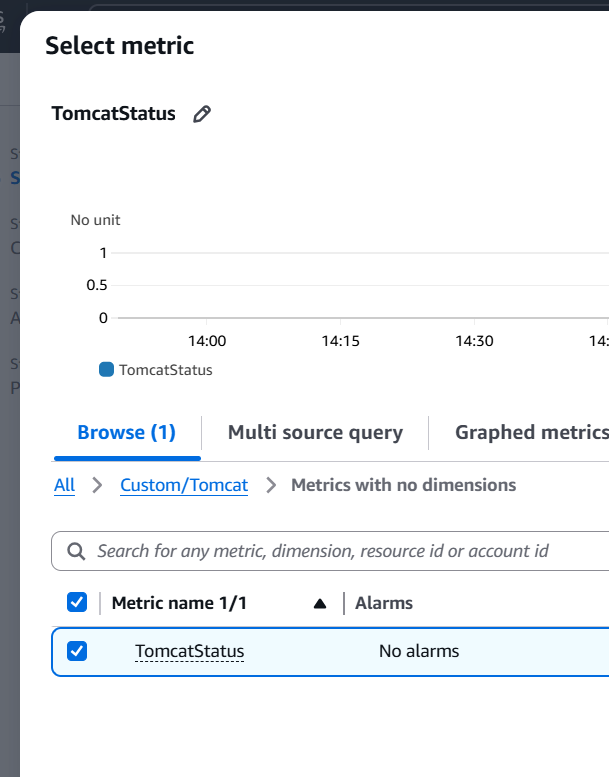 Select metric
TomcatStatus
No unit
1
0.5
0
14:00 14:15 14:30 14:
TomcatStatus
Browse (1) Multi source query Graphed metrics
All > Custom/Tomcat > Metrics with no dimensions
Search for any metric, dimension, resource id or account id
Metric name 1/1 Alarms
TomcatStatus No alarms